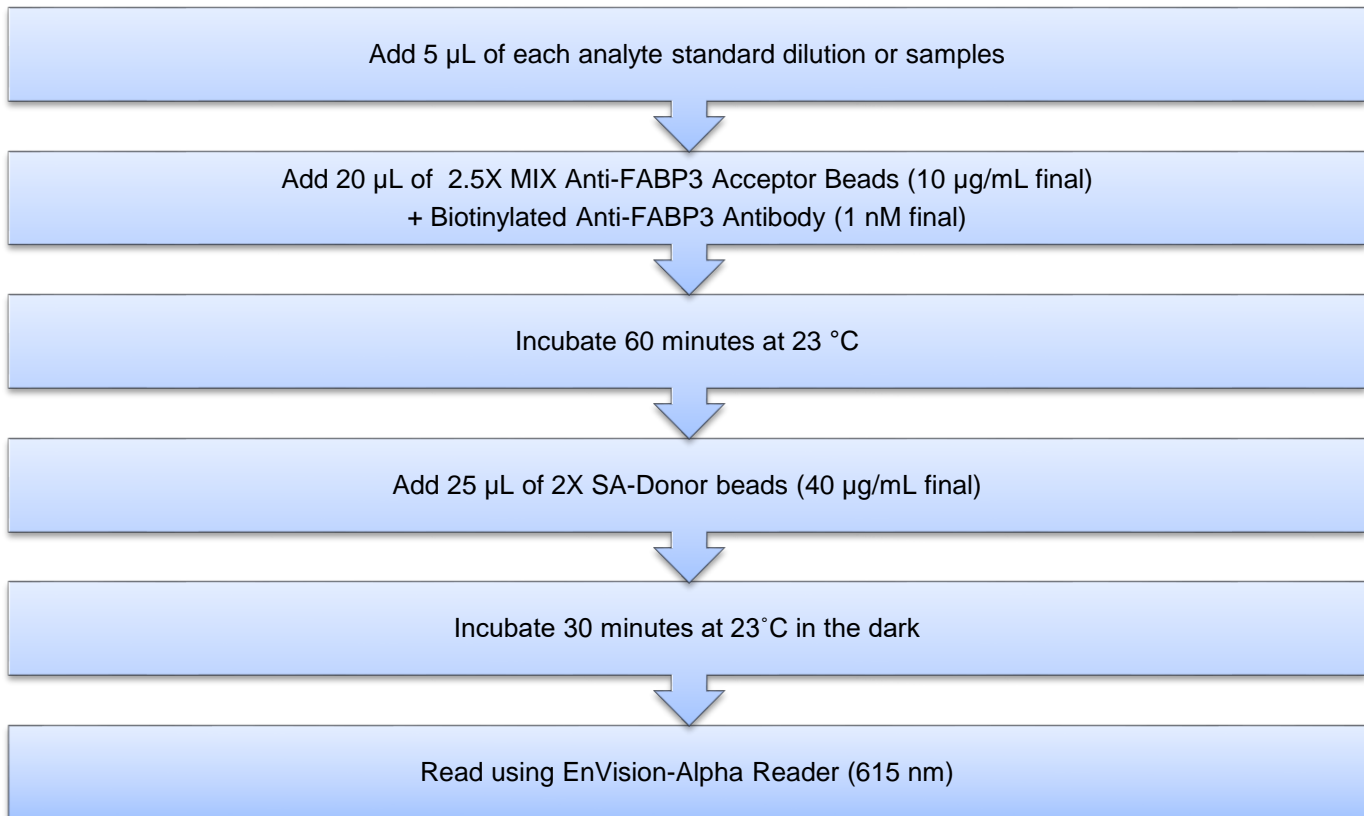 Add 5 µL of each analyte standard dilution or samples
Add 20 µL of  2.5X MIX Anti-FABP3 Acceptor Beads (10 µg/mL final)
+ Biotinylated Anti-FABP3 Antibody (1 nM final)
Incubate 60 minutes at 23 °C
Add 25 µL of 2X SA-Donor beads (40 µg/mL final)
Incubate 30 minutes at 23˚C in the dark
Read using EnVision-Alpha Reader (615 nm)